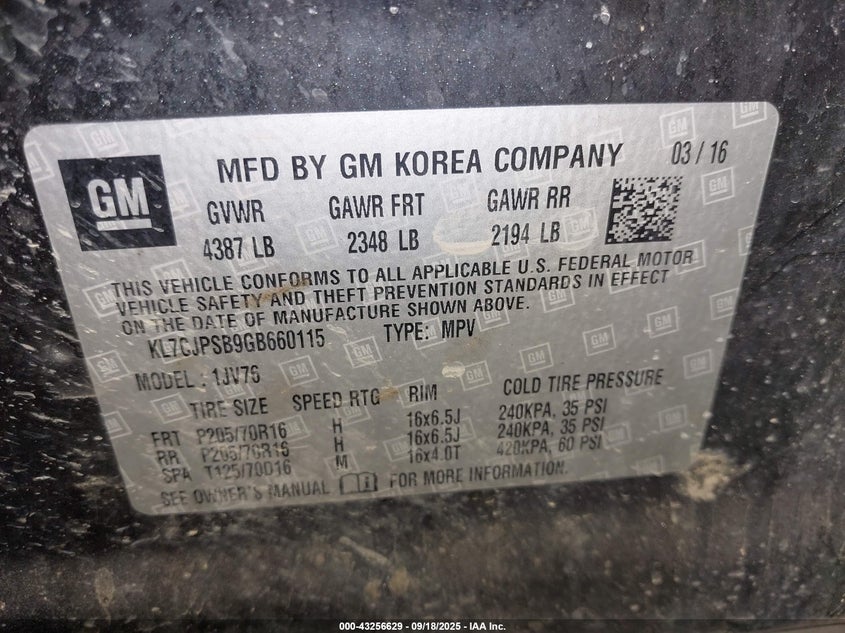 MFD BY GM KOREA COMPANY 03 / 16
GM
GVWR GAWR FRT GAWR RR
4387 LB 2348 LB 2194 LB
THIS VEHICLE CONFORMS TO ALL APPLICABLE U.S. FEDERAL MOTOR
VEHICLE SAFETY AND THEFT PREVENTION STANDARDS IN EFFECT
ON THE DATE OF MANUFACTURE SHOWN ABOVE.
KL7CJPSB9GB660115 TYPE: MPV
MODEL : 1JV76
TIRE SIZE SPEED RTG RIM COLD TIRE PRESSURE
FRT P205/70R16 H 16x6.5J 240KPA, 35 PSI
RR P205/70R16 H 16x6.5J 240KPA, 35 PSI
SPA T125/70D16 M 16x4.0T 420KPA, 60 PSI
SEE OWNER'S MANUAL FOR MORE INFORMATION.
000-43256629 - 09/18/2025 - IAA Inc.